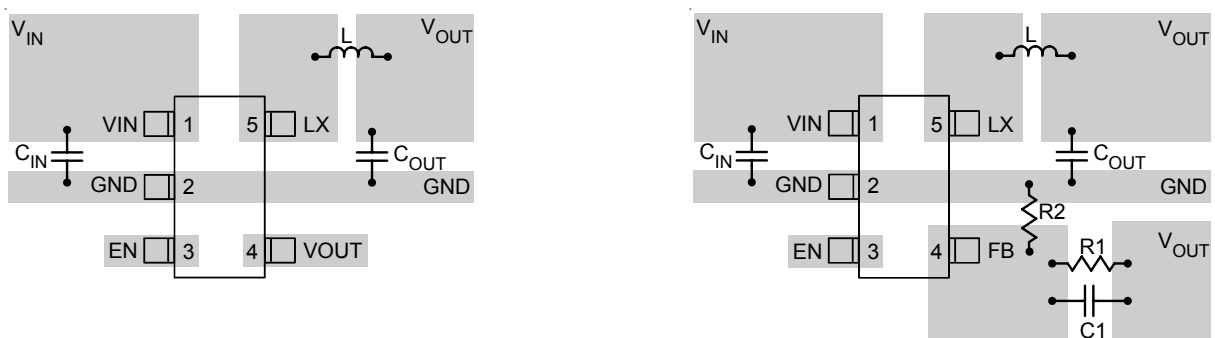 VIN
L
VOUT
VIN 1
5 LX
CIN
COUT
GND 2
GND
EN 3
4 VOUT
VIN
L
VOUT
VIN 1
5 LX
CIN
COUT
GND 2
GND
R2
EN 3
4 FB
R1
VOUT
C1